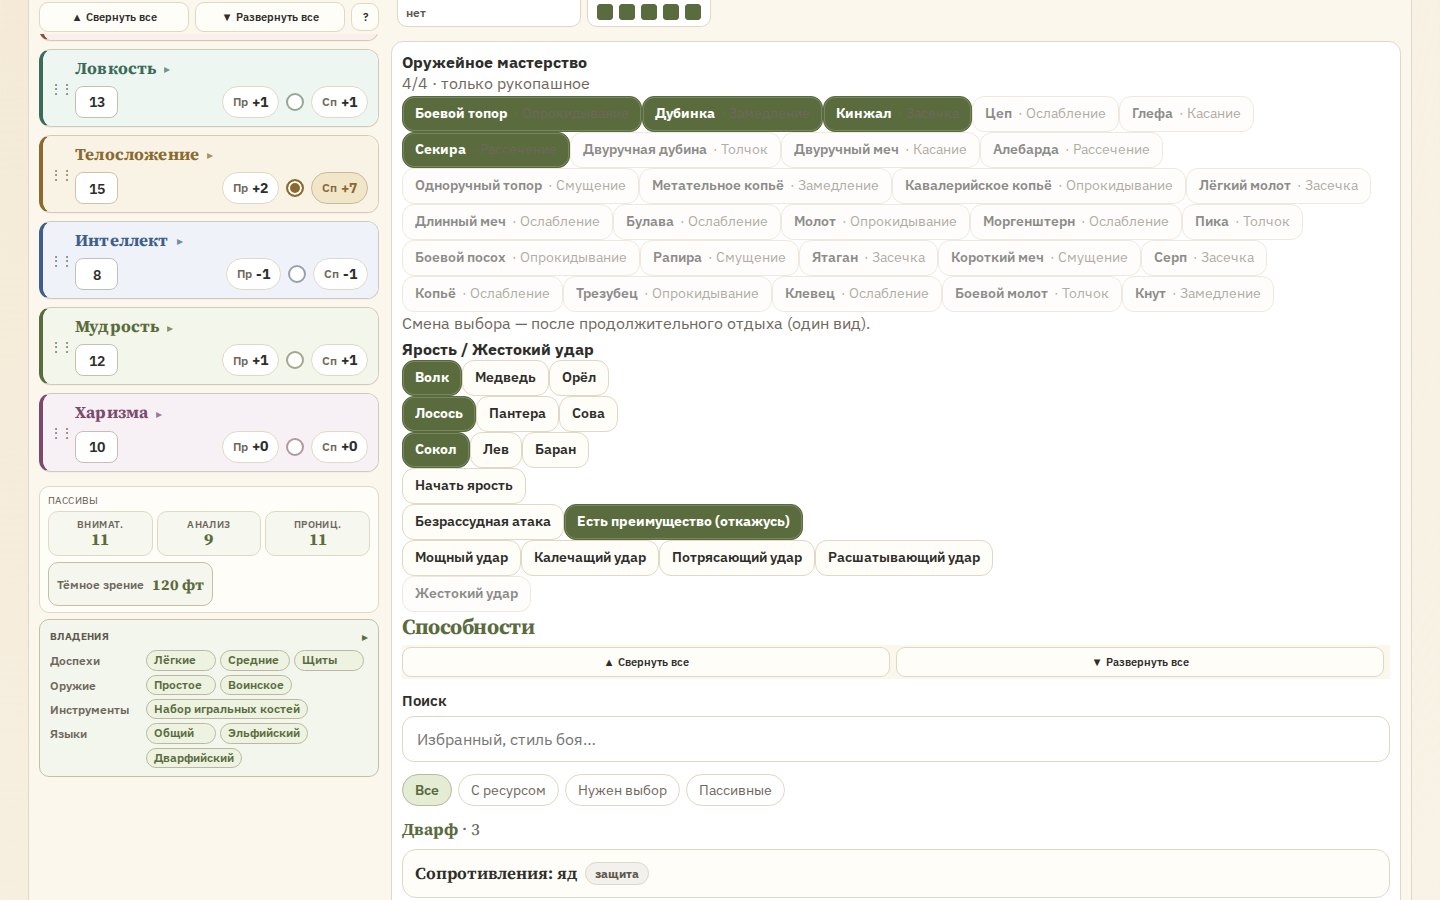 ▲ Свернуть все
▼ Развернуть все
?
Ловкость ▸
13
Пр +1
Сп +1
Телосложение ▸
15
Пр +2
Сп +7
Интеллект ▸
8
Пр -1
Сп -1
Мудрость ▸
12
Пр +1
Сп +1
Харизма ▸
10
Пр +0
Сп +0
ПАССИВЫ
ВНИМАТ.
11
АНАЛИЗ
9
ПРОНИЦ.
11
Тёмное зрение 120 фт
ВЛАДЕНИЯ ▸
Доспехи Лёгкие Средние Щиты
Оружие Простое Воинское
Инструменты Набор игральных костей
Языки Общий Эльфийский
Дварфийский
нет
Оружейное мастерство
4/4 · только рукопашное
Боевой топор · Опрокидывание Дубинка · Замедление Кинжал · Засечка Цеп · Ослабление Глефа · Касание
Секира · Рассечение Двуручная дубина · Толчок Двуручный меч · Касание Алебарда · Рассечение
Одноручный топор · Смущение Метательное копьё · Замедление Кавалерийское копьё · Опрокидывание Лёгкий молот · Засечка
Длинный меч · Ослабление Булава · Ослабление Молот · Опрокидывание Моргенштерн · Ослабление Пика · Толчок
Боевой посох · Опрокидывание Рапира · Смущение Ятаган · Засечка Короткий меч · Смущение Серп · Засечка
Копьё · Ослабление Трезубец · Опрокидывание Клевец · Ослабление Боевой молот · Толчок Кнут · Замедление
Смена выбора — после продолжительного отдыха (один вид).
Ярость / Жестокий удар
Волк Медведь Орёл
Лосось Пантера Сова
Сокол Лев Баран
Начать ярость
Безрассудная атака Есть преимущество (откажусь)
Мощный удар Калечащий удар Потрясающий удар Расшатывающий удар
Жестокий удар
Способности
▲ Свернуть все ▼ Развернуть все
Поиск
Избранный, стиль боя...
Все С ресурсом Нужен выбор Пассивные
Дварф · 3
Сопротивления: яд защита